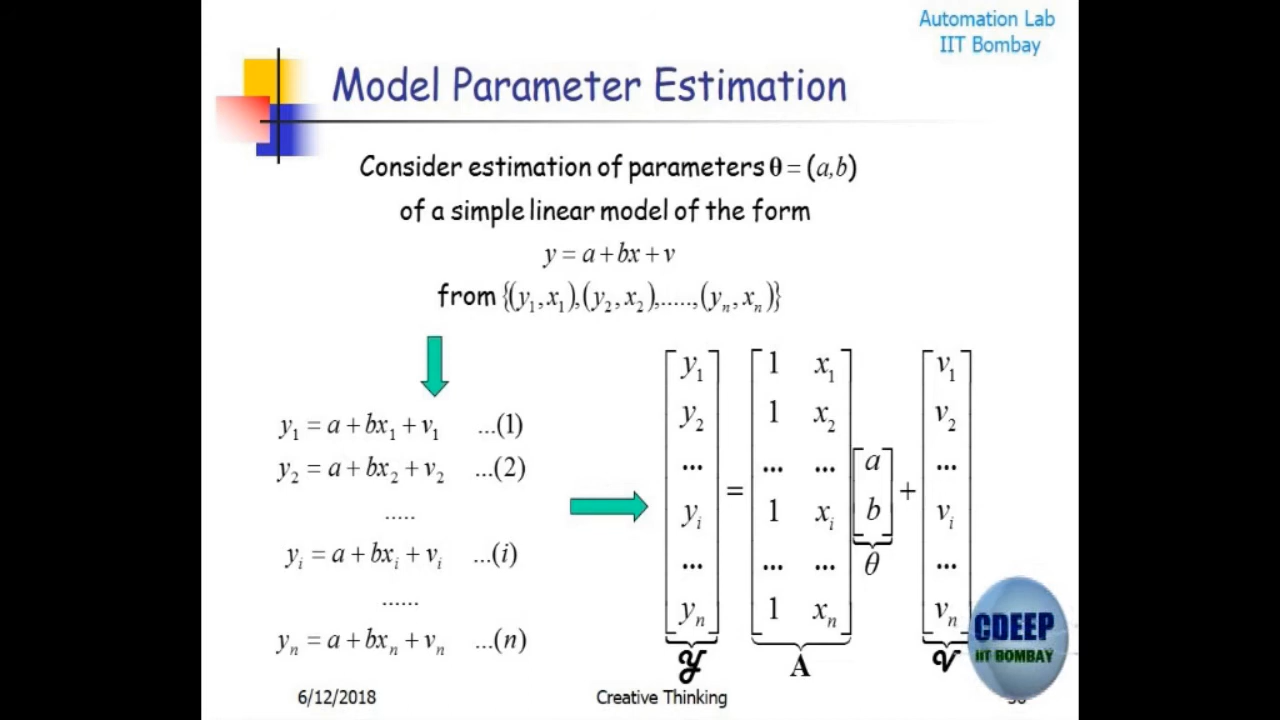 Automation Lab
IIT Bombay
Model Parameter Estimation
Consider estimation of parameters θ = (a,b)
of a simple linear model of the form
y = a + bx + v
from {(y₁, x₁),(y₂, x₂),.....,(yₙ, xₙ)}
y₁ = a + bx₁ + v₁ ...(1)
y₂ = a + bx₂ + v₂ ...(2)
.....
yᵢ = a + bxᵢ + vᵢ ...(i)
......
yₙ = a + bxₙ + vₙ ...(n)
[y₁ y₂ ... yᵢ ... yₙ] = [1 x₁ 1 x₂ ... ... 1 xᵢ ... ... 1 xₙ] [a b] + [v₁ v₂ ... vᵢ ... vₙ]
𝒴 A θ 𝒱
CDEEP
IIT BOMBAY
6/12/2018 Creative Thinking